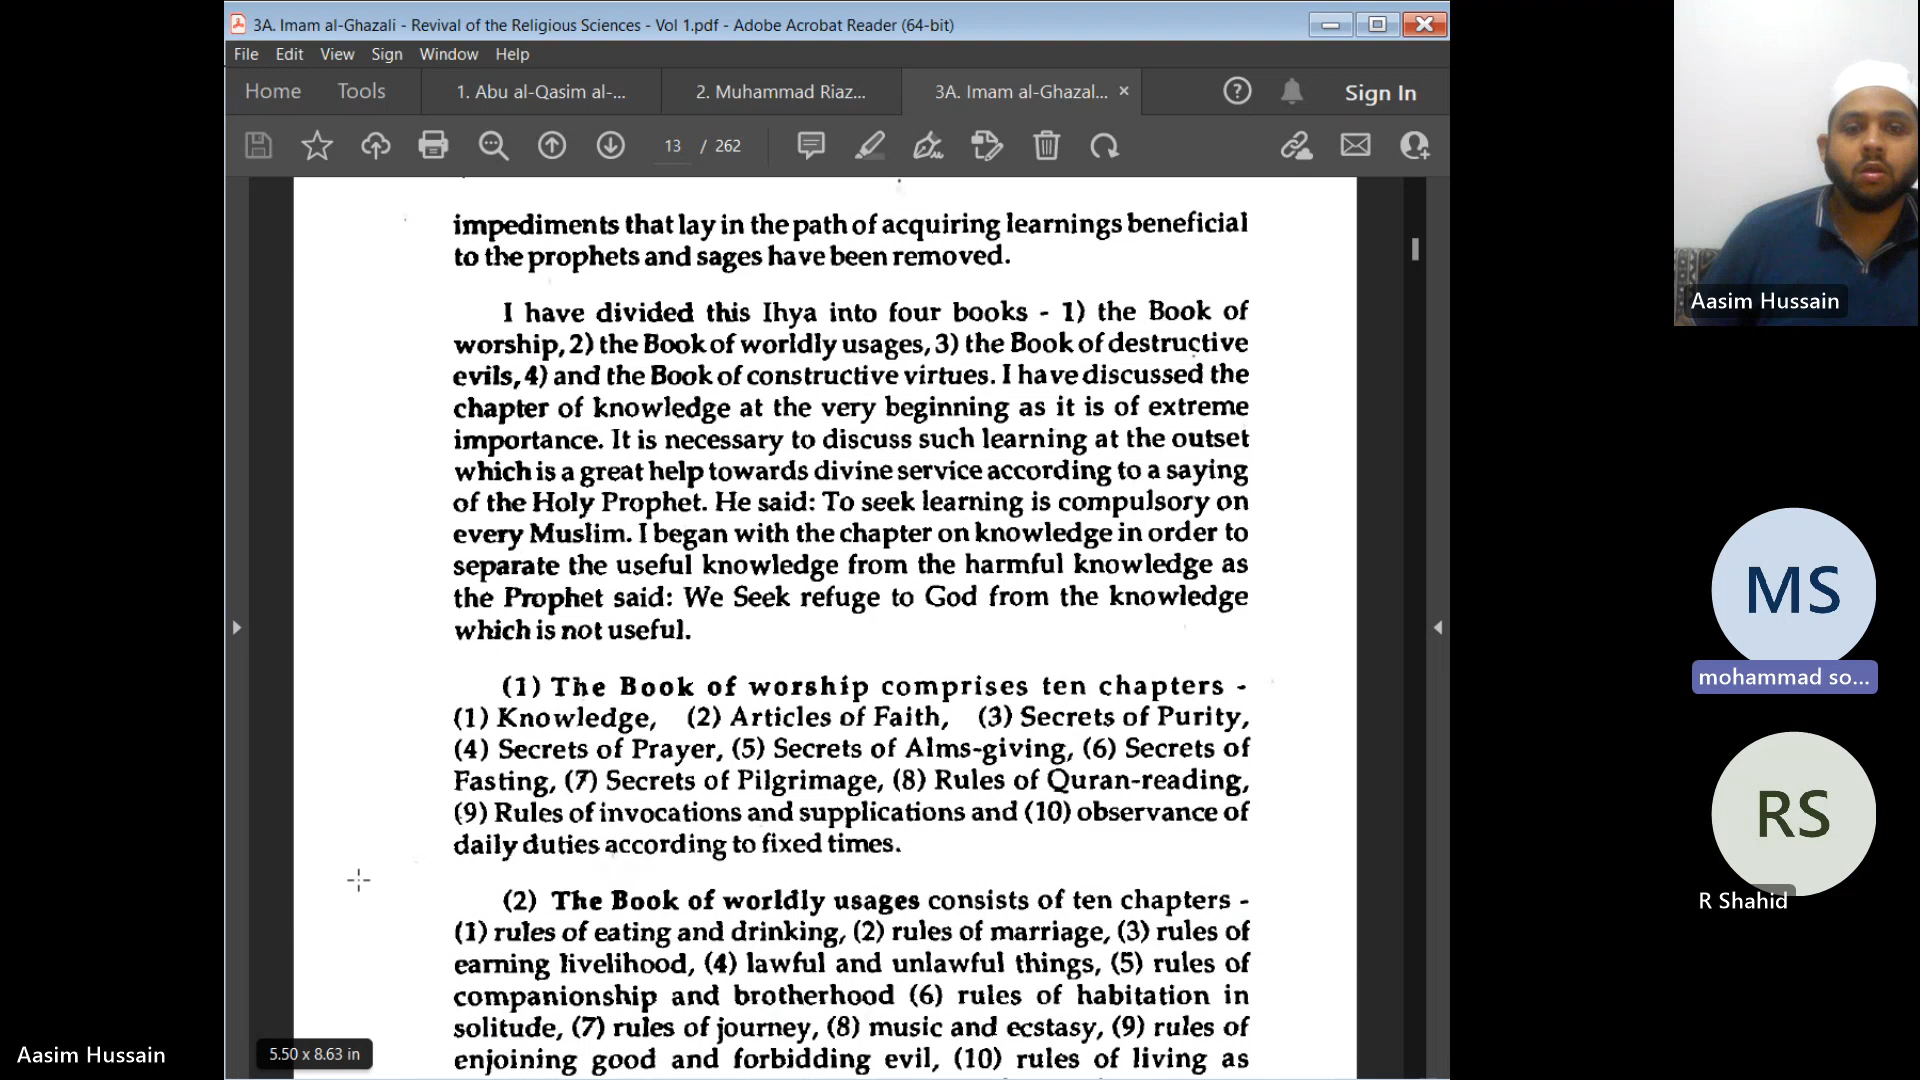 3A. Imam al-Ghazali - Revival of the Religious Sciences - Vol 1.pdf - Adobe Acrobat Reader (64-bit)
File Edit View Sign Window Help
Home Tools 1. Abu al-Qasim al-... 2. Muhammad Riaz... 3A. Imam al-Ghazal... × Sign In
13 / 262
impediments that lay in the path of acquiring learnings beneficial
to the prophets and sages have been removed.
I have divided this Ihya into four books - 1) the Book of
worship, 2) the Book of worldly usages, 3) the Book of destructive
evils, 4) and the Book of constructive virtues. I have discussed the
chapter of knowledge at the very beginning as it is of extreme
importance. It is necessary to discuss such learning at the outset
which is a great help towards divine service according to a saying
of the Holy Prophet. He said: To seek learning is compulsory on
every Muslim. I began with the chapter on knowledge in order to
separate the useful knowledge from the harmful knowledge as
the Prophet said: We Seek refuge to God from the knowledge
which is not useful.
(1) The Book of worship comprises ten chapters -
(1) Knowledge, (2) Articles of Faith, (3) Secrets of Purity,
(4) Secrets of Prayer, (5) Secrets of Alms-giving, (6) Secrets of
Fasting, (7) Secrets of Pilgrimage, (8) Rules of Quran-reading,
(9) Rules of invocations and supplications and (10) observance of
daily duties according to fixed times.
(2) The Book of worldly usages consists of ten chapters -
(1) rules of eating and drinking, (2) rules of marriage, (3) rules of
earning livelihood, (4) lawful and unlawful things, (5) rules of
companionship and brotherhood (6) rules of habitation in
solitude, (7) rules of journey, (8) music and ecstasy, (9) rules of
enjoining good and forbidding evil, (10) rules of living as
5.50 x 8.63 in
Aasim Hussain
Aasim Hussain
MS
mohammad so...
RS
R Shahid